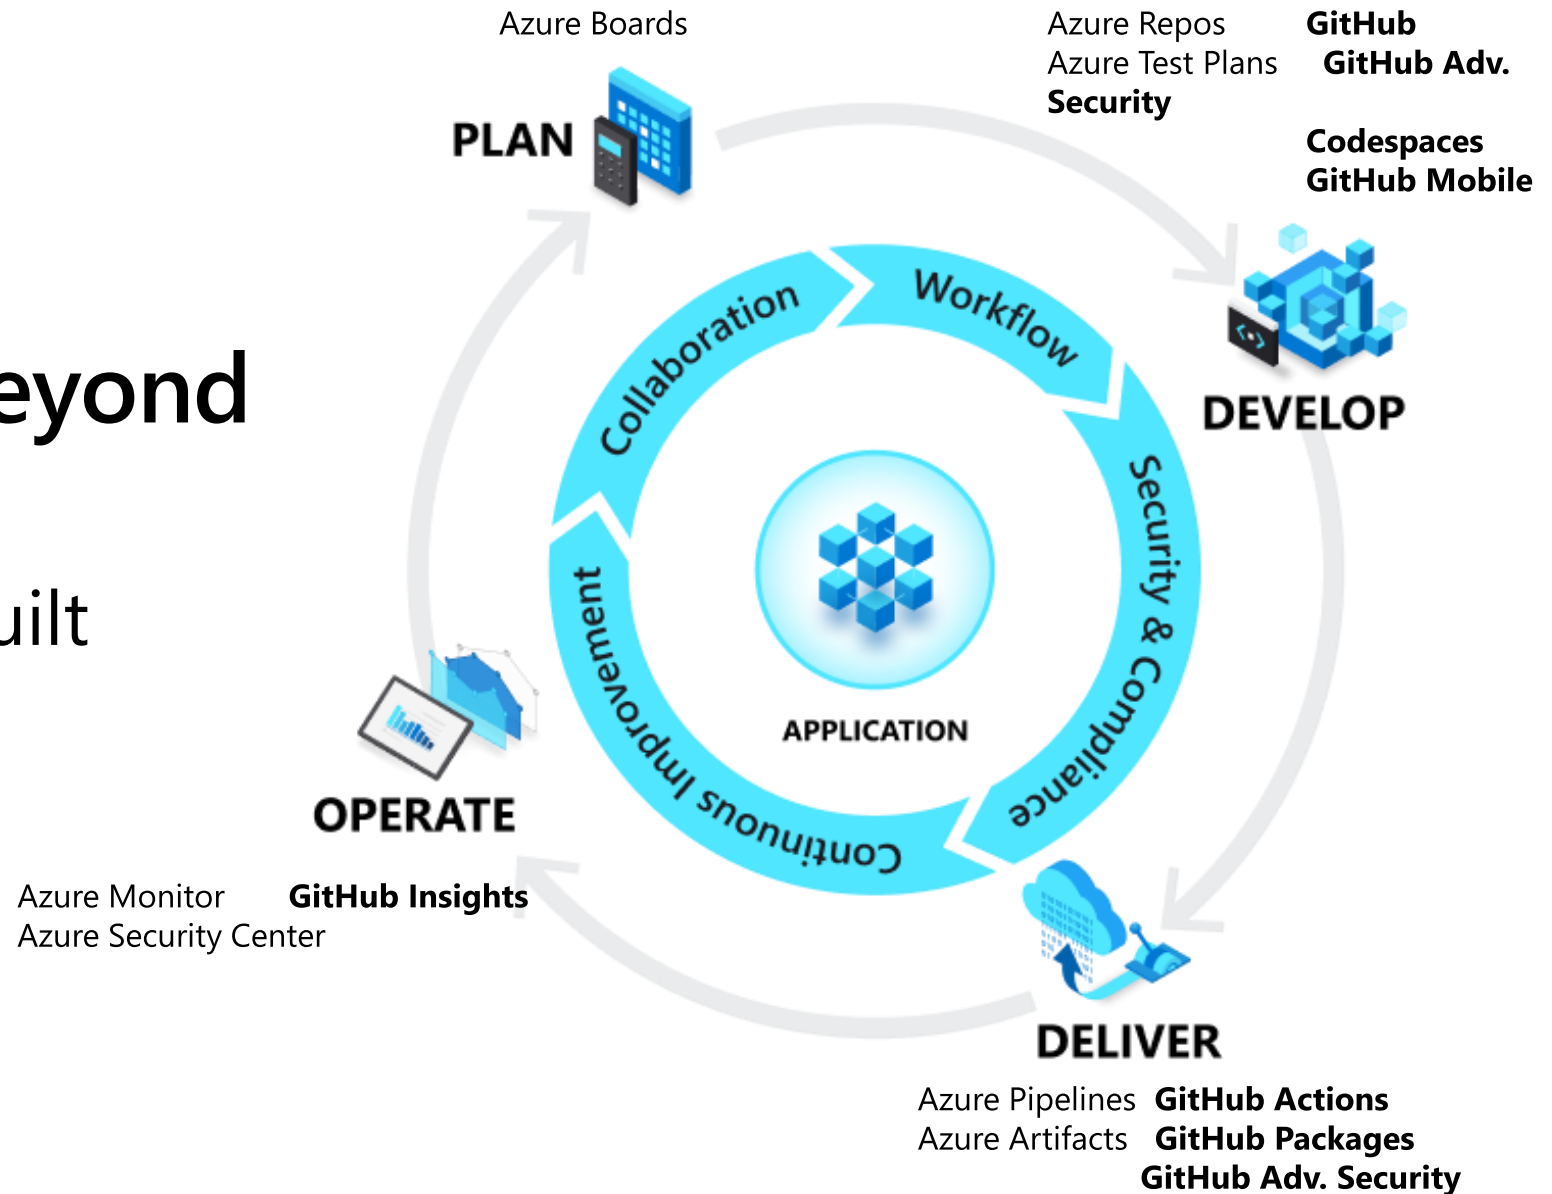 Azure Boards
Azure Repos GitHub
Azure Test Plans GitHub Adv.
Security
Codespaces
GitHub Mobile
PLAN
DEVELOP
Collaboration
Workflow
Security & Compliance
Continuous Improvement
APPLICATION
eyond
uilt
OPERATE
Azure Monitor GitHub Insights
Azure Security Center
DELIVER
Azure Pipelines GitHub Actions
Azure Artifacts GitHub Packages
GitHub Adv. Security